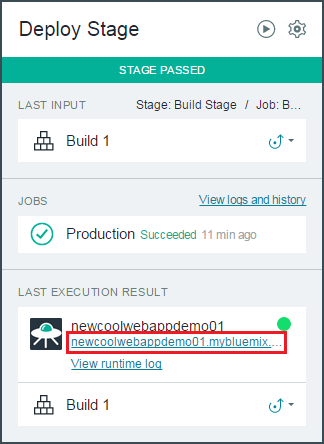 Deploy Stage
STAGE PASSED
LAST INPUT Stage: Build Stage / Job: B...
Build 1
JOBS View logs and history
Production Succeeded 11 min ago
LAST EXECUTION RESULT
newcoolwebappdemo01
newcoolwebappdemo01.mybluemix....
View runtime log
Build 1